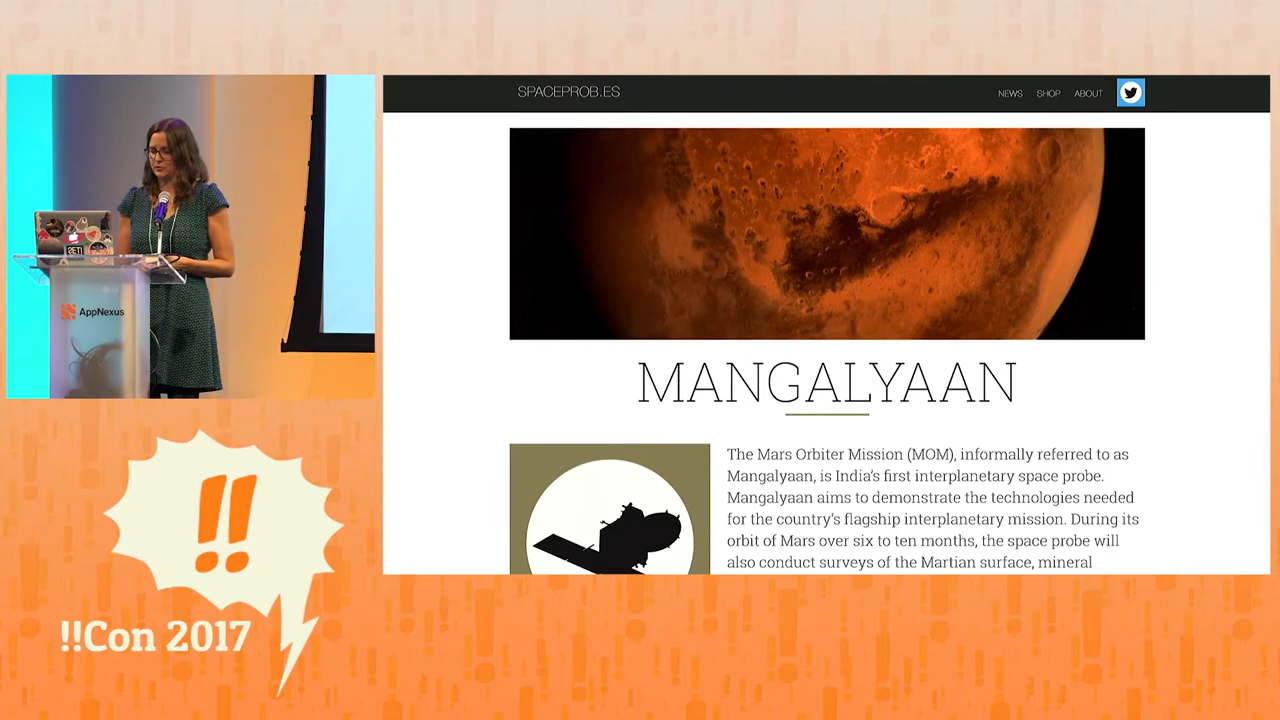 SPACEPROB.ES
NEWS SHOP ABOUT
MANGALYAAN
The Mars Orbiter Mission (MOM), informally referred to as
Mangalyaan, is India's first interplanetary space probe.
Mangalyaan aims to demonstrate the technologies needed
for the country's flagship interplanetary mission. During its
orbit of Mars over six to ten months, the space probe will
also conduct surveys of the Martian surface, mineral
SETI
AppNexus
!!
!!Con 2017